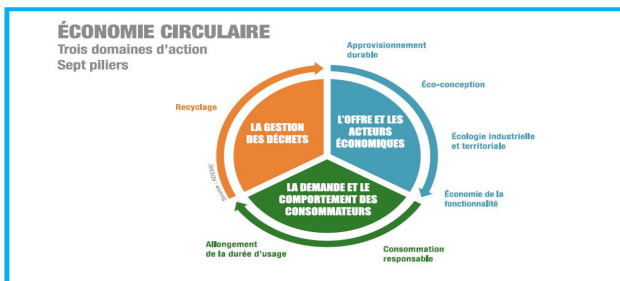 ÉCONOMIE CIRCULAIRE
Trois domaines d'action
Sept piliers
Approvisionnement
durable
Éco-conception
Écologie industrielle
et territoriale
Économie de la
fonctionnalité
Consommation
responsable
Allongement
de la durée d'usage
Recyclage
LA GESTION
DES DÉCHETS
L'OFFRE ET LES
ACTEURS
ÉCONOMIQUES
LA DEMANDE ET LE
COMPORTEMENT DES
CONSOMMATEURS
Source : ADEME